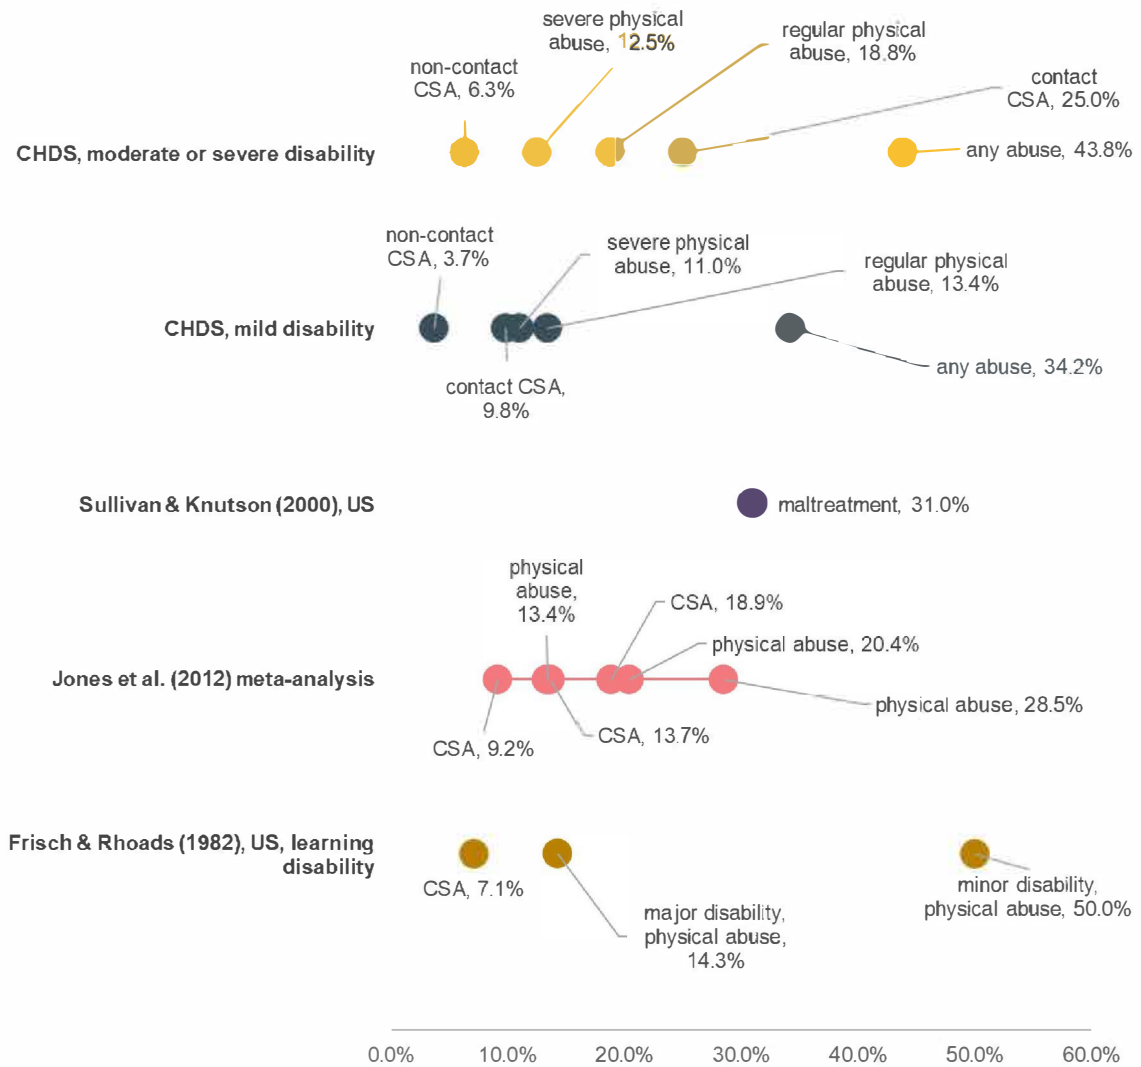 severe physical
abuse, 12.5%
regular physical
abuse, 18.8%
non-contact
CSA, 6.3%
contact
CSA, 25.0%
CHDS, moderate or severe disability
any abuse, 43.8%
non-contact
CSA, 3.7%
severe physical
abuse, 11.0%
regular physical
abuse, 13.4%
CHDS, mild disability
any abuse, 34.2%
contact CSA,
9.8%
Sullivan & Knutson (2000), US
maltreatment, 31.0%
physical
abuse,
13.4%
CSA, 18.9%
physical abuse, 20.4%
Jones et al. (2012) meta-analysis
physical abuse, 28.5%
CSA, 13.7%
CSA, 9.2%
Frisch & Rhoads (1982), US, learning
disability
CSA, 7.1%
minor disability,
physical abuse, 50.0%
major disability,
physical abuse,
14.3%
0.0% 10.0% 20.0% 30.0% 40.0% 50.0% 60.0%